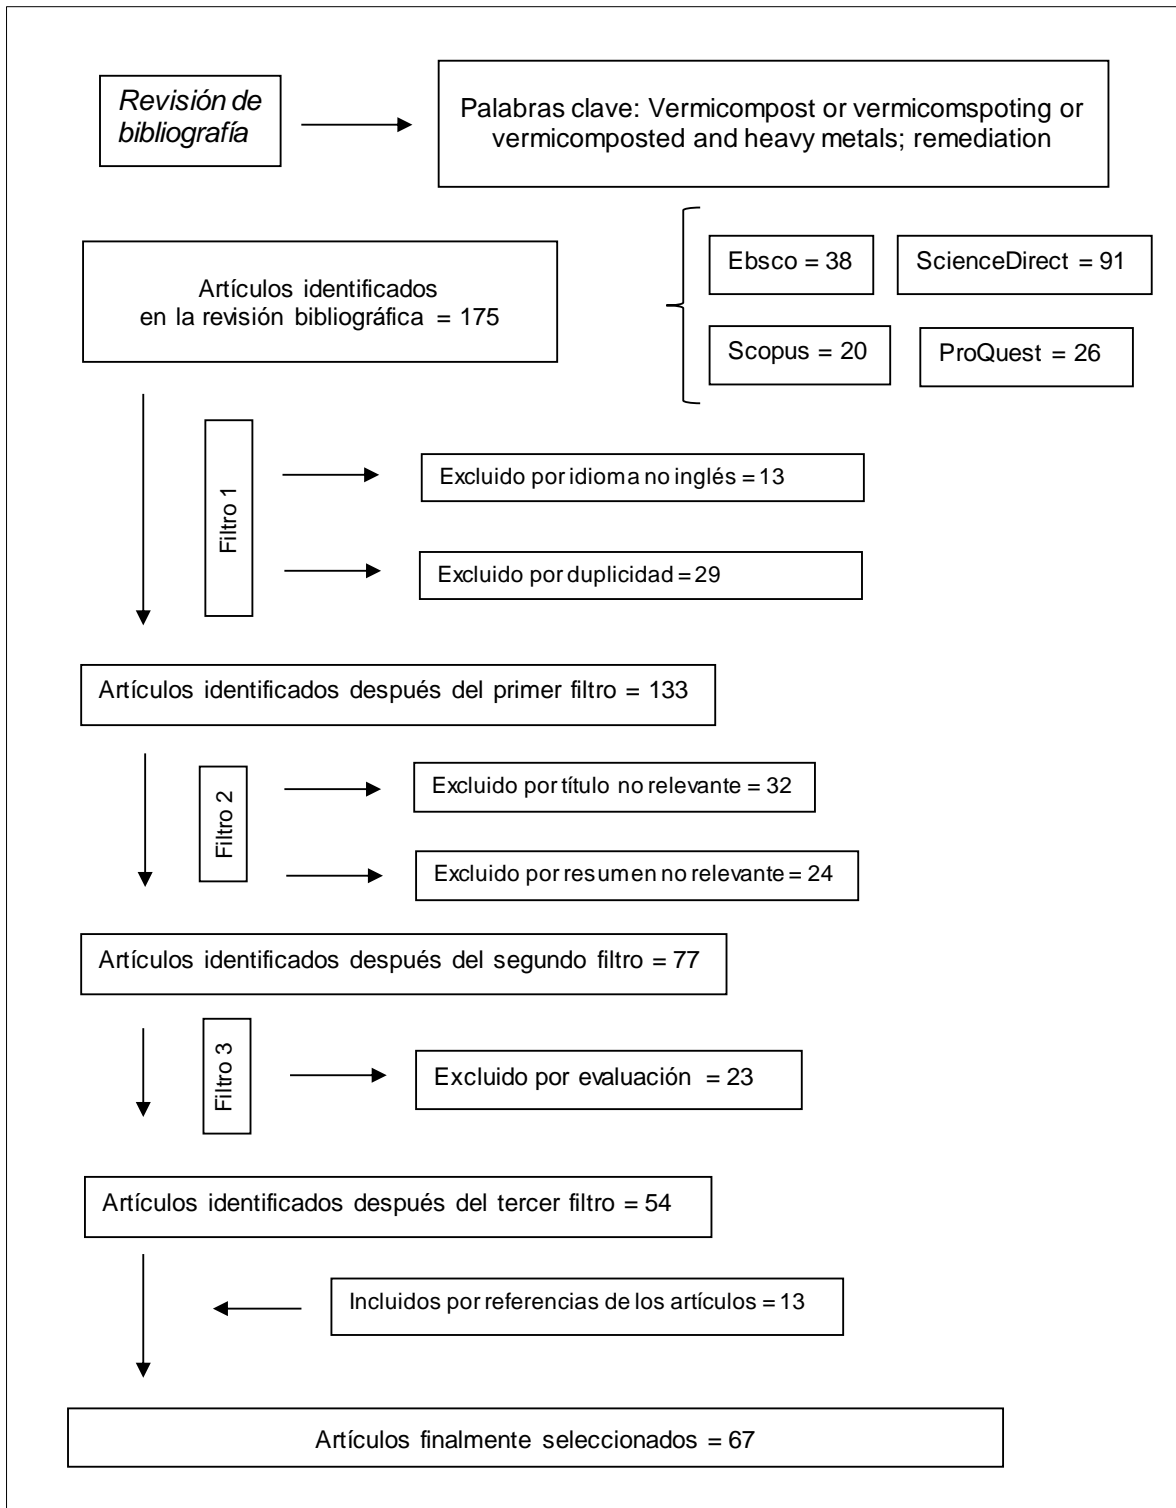 Revisión de
bibliografía
Palabras clave: Vermicompost or vermicomspoting or
vermicomposted and heavy metals; remediation
Artículos identificados
en la revisión bibliográfica = 175
Ebsco = 38
ScienceDirect = 91
Scopus = 20
ProQuest = 26
Filtro 1
Excluido por idioma no inglés = 13
Excluido por duplicidad = 29
Artículos identificados después del primer filtro = 133
Filtro 2
Excluido por título no relevante = 32
Excluido por resumen no relevante = 24
Artículos identificados después del segundo filtro = 77
Filtro 3
Excluido por evaluación = 23
Artículos identificados después del tercer filtro = 54
Incluidos por referencias de los artículos = 13
Artículos finalmente seleccionados = 67